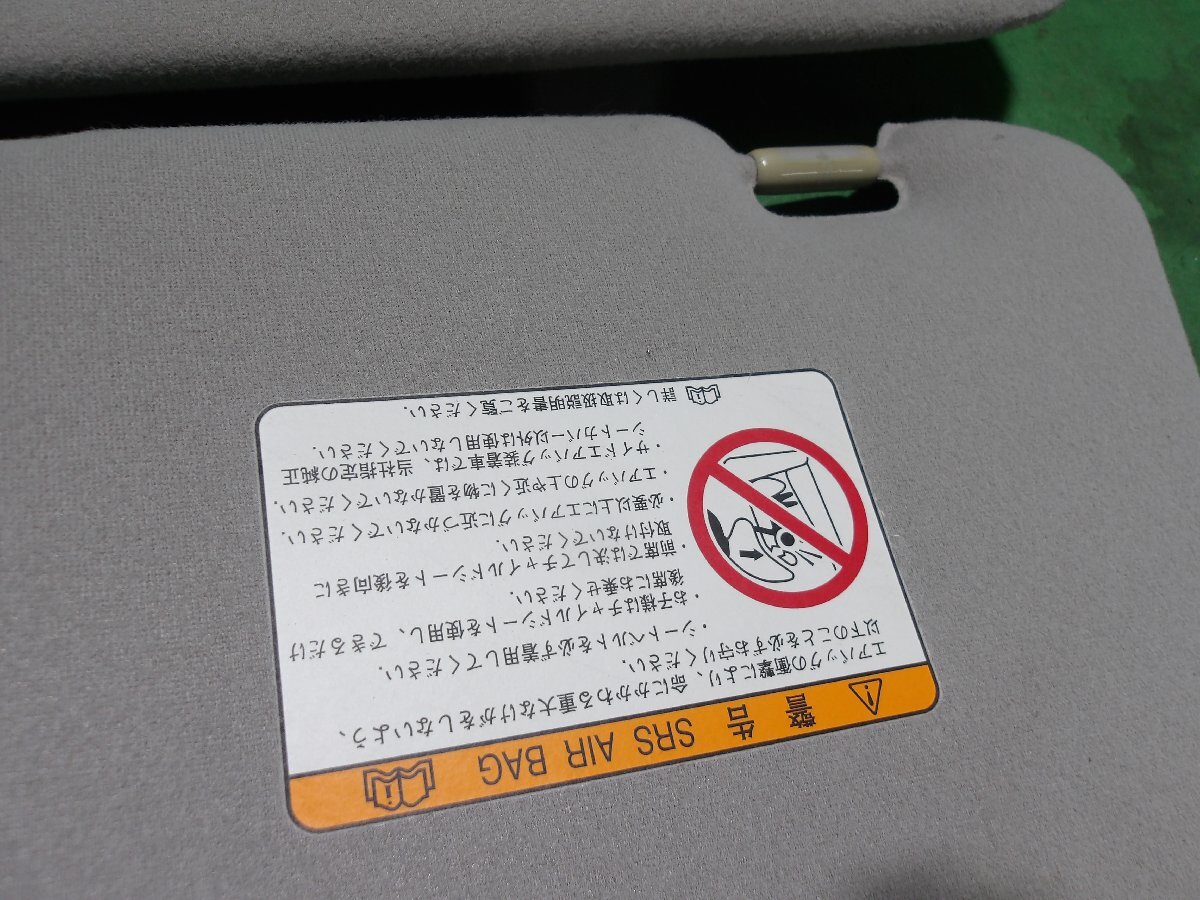 警告 SRS AIR BAG
エアバッグの衝撃により、命にかかわる重大なけがをしないよう、
以下のことを必ずお守りください.
・シートベルトを必ず着用してください.
・お子様はチャイルドシートを使用し、できるだけ
後席にお乗せください.
・前席では決してチャイルドシートを後向きに
取付けないでください.
・必要以上にエアバッグに近づかないでください.
・エアバッグの上や近くに物を置かないでください.
・サイドエアバッグ装着車では、当社指定の純正
シートカバー以外は使用しないでください.
詳しくは取扱説明書をご覧ください.